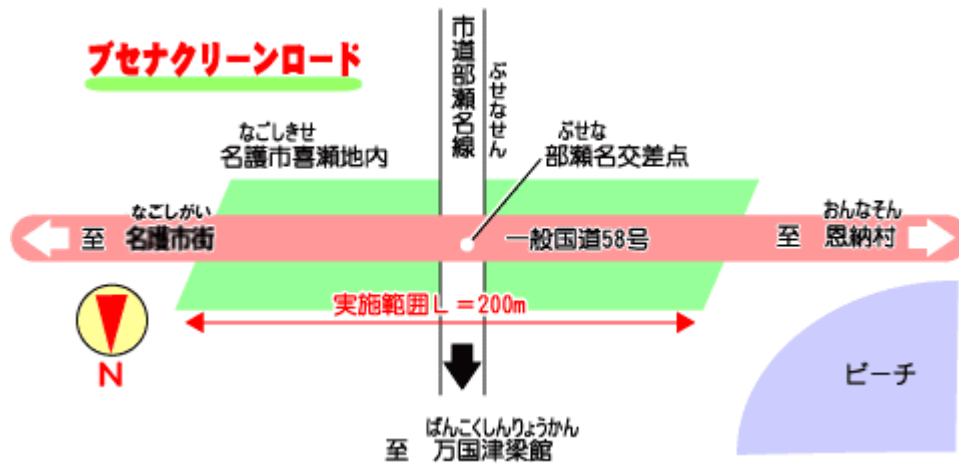 ブセナクリーンロード
市道部瀬名線
ぶせなせん
なごしきせ
名護市喜瀬地内
ぶせな
部瀬名交差点
なごしがい
至 名護市街
一般国道58号
おんなそん
至 恩納村
実施範囲L=200m
N
ビーチ
ばんこくしんりょうかん
至 万国津梁館